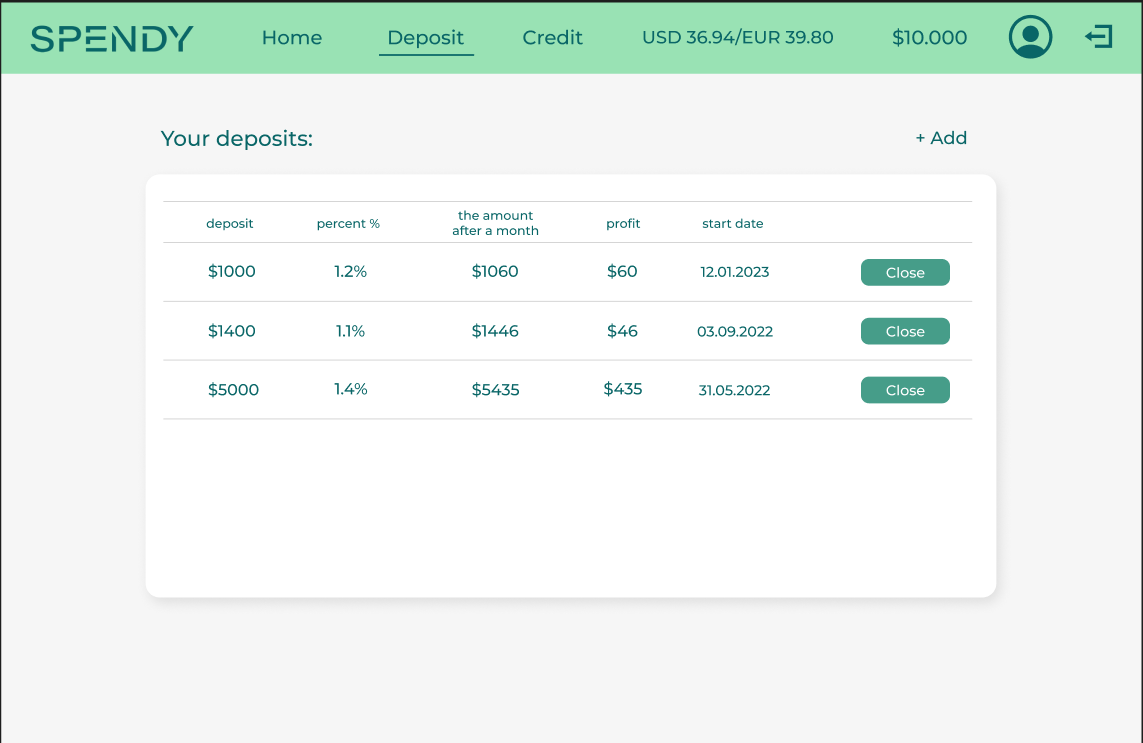 SPENDY Home Deposit Credit USD 36.94/EUR 39.80 $10.000
Your deposits: + Add
deposit percent % the amount after a month profit start date
$1000 1.2% $1060 $60 12.01.2023 Close
$1400 1.1% $1446 $46 03.09.2022 Close
$5000 1.4% $5435 $435 31.05.2022 Close